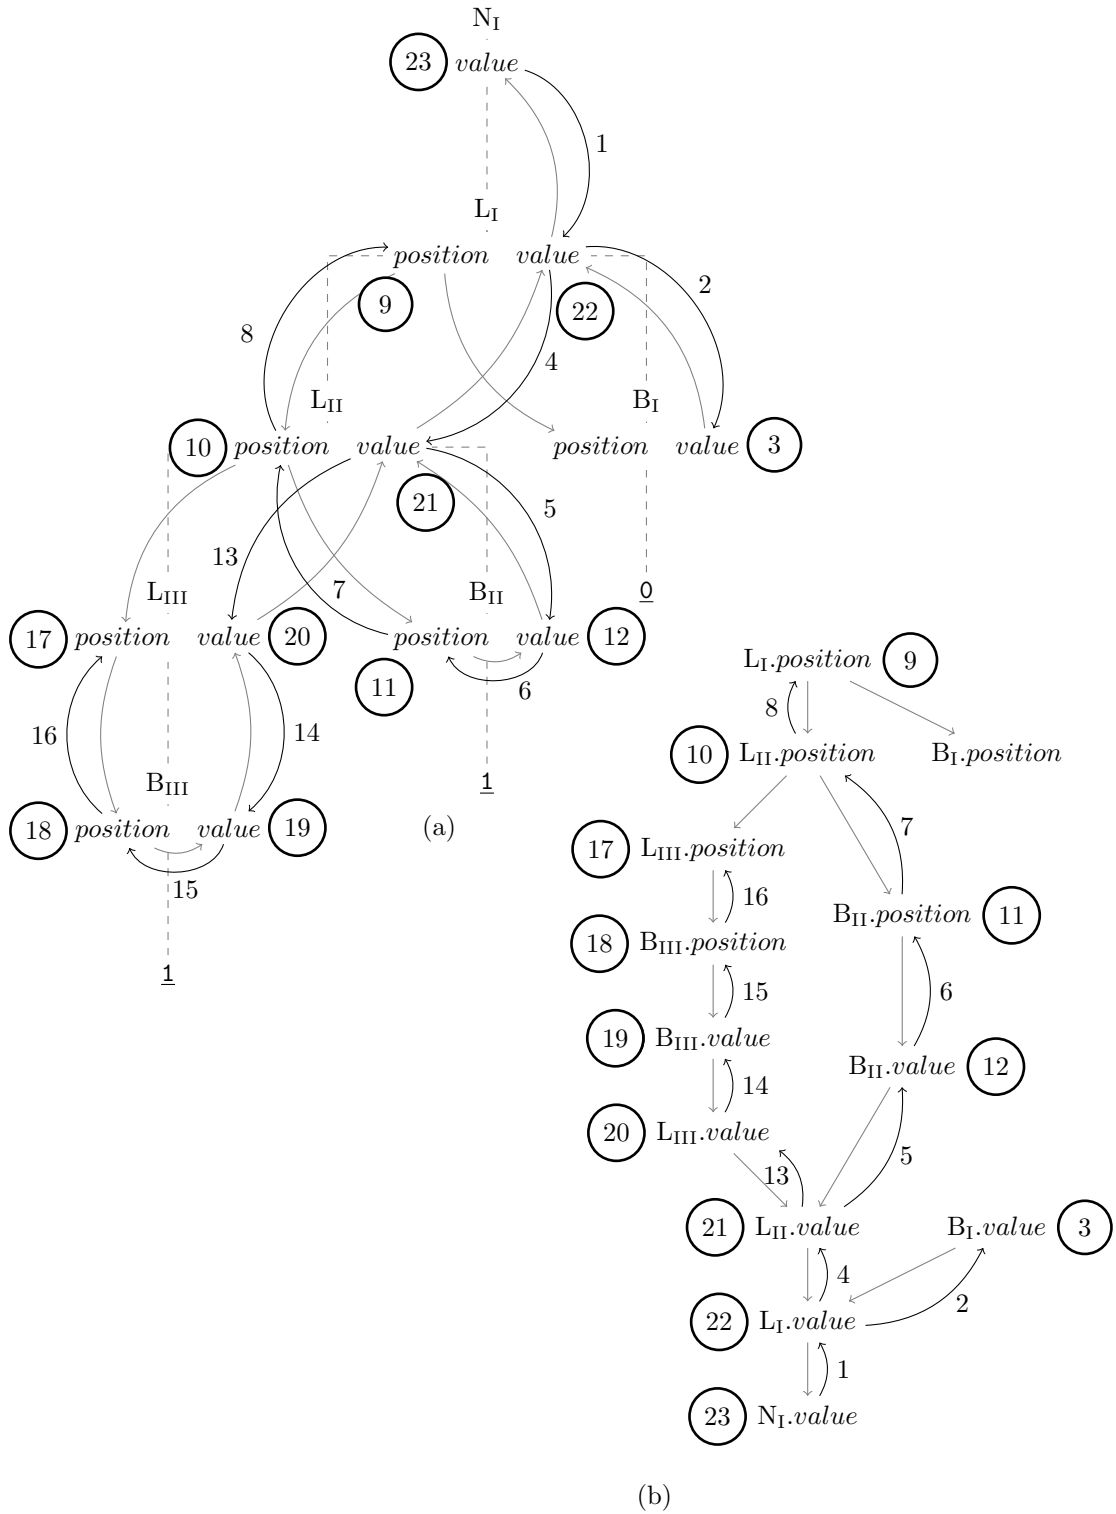 N_I
23 value
1
L_I
position value
9 22
2
8
4
L_II B_I
10 position value position value 3
21
5
13
7
L_III B_II 0
17 position value 20 position value 12
11
6
16 14
B_III 1
18 position value 19
15
(a)
1
L_I.position 9
8
10 L_II.position B_I.position
7
17 L_III.position
16
B_II.position 11
18 B_III.position
15
6
19 B_III.value
B_II.value 12
14
20 L_III.value
13 5
21 L_II.value B_I.value 3
4
2
22 L_I.value
1
23 N_I.value
(b)